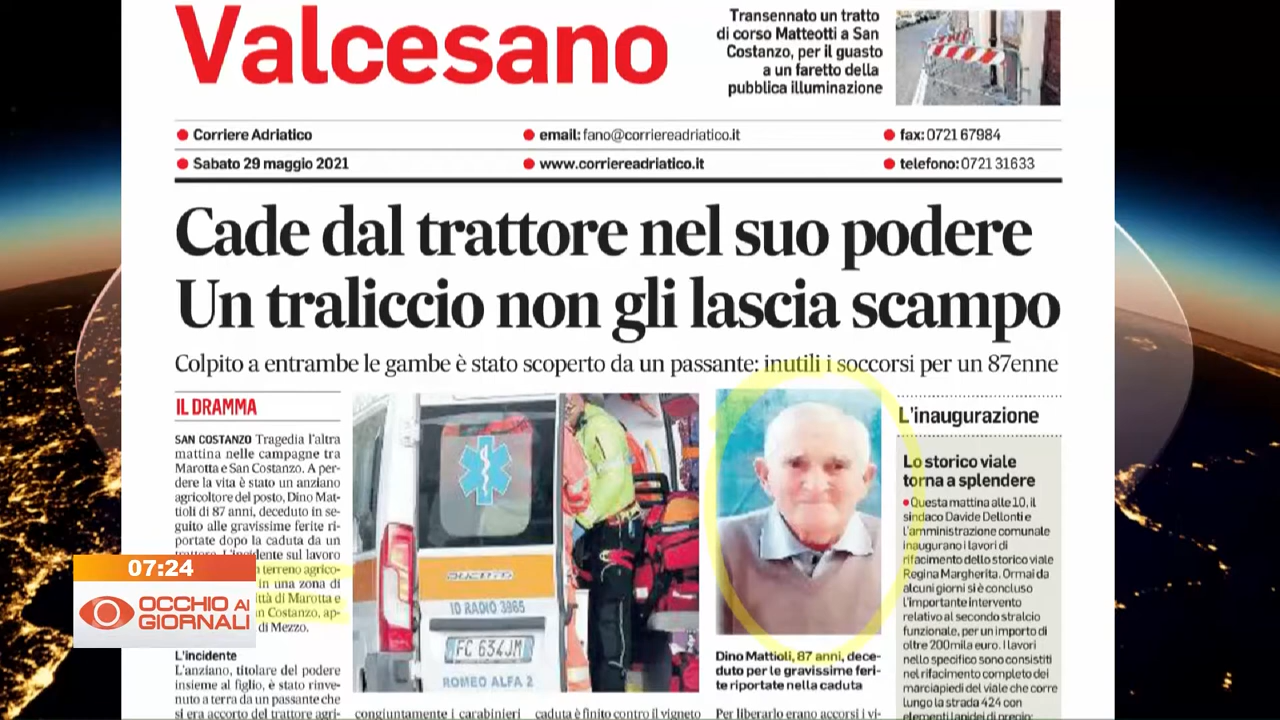 Valcesano
Transennato un tratto
di corso Matteotti a San
Costanzo, per il guasto
a un faretto della
pubblica illuminazione
Corriere Adriatico
email: fano@corriereadriatico.it
fax: 0721 67984
Sabato 29 maggio 2021
www.corriereadriatico.it
telefono: 0721 31633
Cade dal trattore nel suo podere
Un traliccio non gli lascia scampo
Colpito a entrambe le gambe è stato scoperto da un passante: inutili i soccorsi per un 87enne
IL DRAMMA
SAN COSTANZO Tragedia l'altra
mattina nelle campagne tra
Marotta e San Costanzo. A per-
dere la vita è stato un anziano
agricoltore del posto, Dino Mat-
tioli di 87 anni, deceduto in se-
guito alle gravissime ferite ri-
portate dopo la caduta da un
trattore. L'incidente sul lavoro
terreno agrico-
in una zona di
ttà di Marotta e
n Costanzo, ap-
di Mezzo.
L'incidente
L'anziano, titolare del podere
insieme al figlio, è stato rinve-
nuto a terra da un passante che
si era accorto del trattore agri-
DUCATO
IO RADIO 3865
FC 634JM
ROMEO ALFA 2
congiuntamente i carabinieri
caduta è finito contro il vigneto
Dino Mattioli, 87 anni, dece-
duto per le gravissime feri-
te riportate nella caduta
Per liberarlo erano accorsi i vi-
L'inaugurazione
Lo storico viale
torna a splendere
Questa mattina alle 10, il
sindaco Davide Dellonti e
l'amministrazione comunale
inaugurano i lavori di
rifacimento dello storico viale
Regina Margherita. Ormai da
alcuni giorni si è concluso
l'importante intervento
relativo al secondo stralcio
funzionale, per un importo di
oltre 200mila euro. I lavori
nello specifico sono consistiti
nel rifacimento completo dei
marciapiedi del viale che corre
lungo la strada 424 con
elementi lapidei di pregio;
07:24
OCCHIO AI
GIORNALI